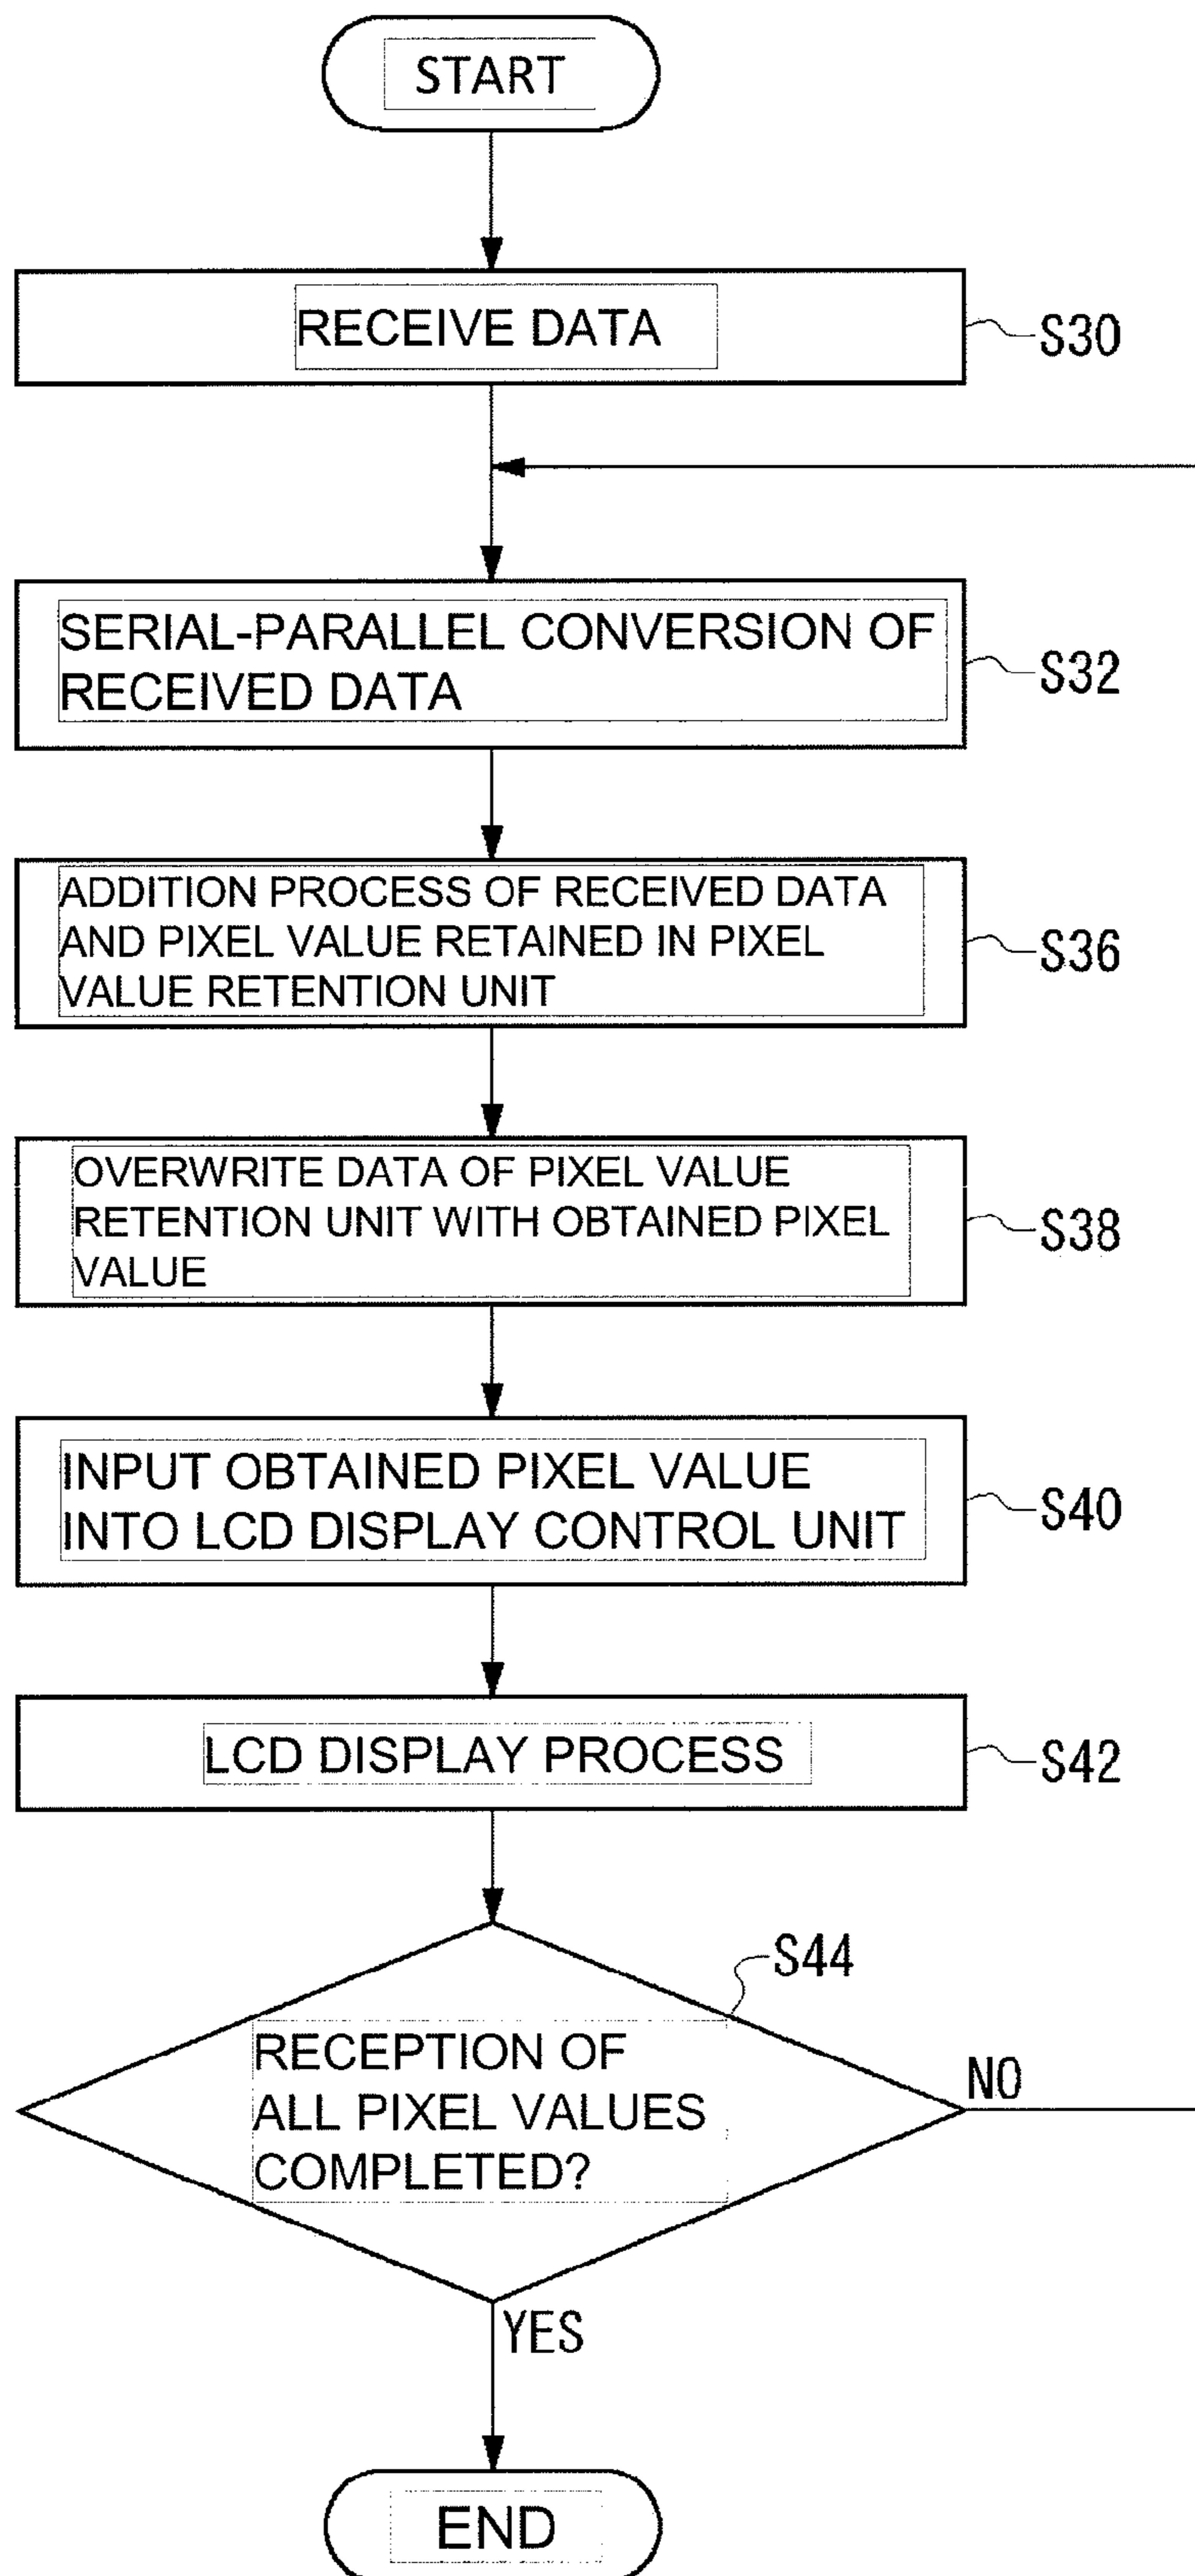 START
RECEIVE DATA
S30
SERIAL-PARALLEL CONVERSION OF
RECEIVED DATA
S32
ADDITION PROCESS OF RECEIVED DATA
AND PIXEL VALUE RETAINED IN PIXEL
VALUE RETENTION UNIT
S36
OVERWRITE DATA OF PIXEL VALUE
RETENTION UNIT WITH OBTAINED PIXEL
VALUE
S38
INPUT OBTAINED PIXEL VALUE
INTO LCD DISPLAY CONTROL UNIT
S40
LCD DISPLAY PROCESS
S42
S44
RECEPTION OF
ALL PIXEL VALUES
COMPLETED?
NO
YES
END